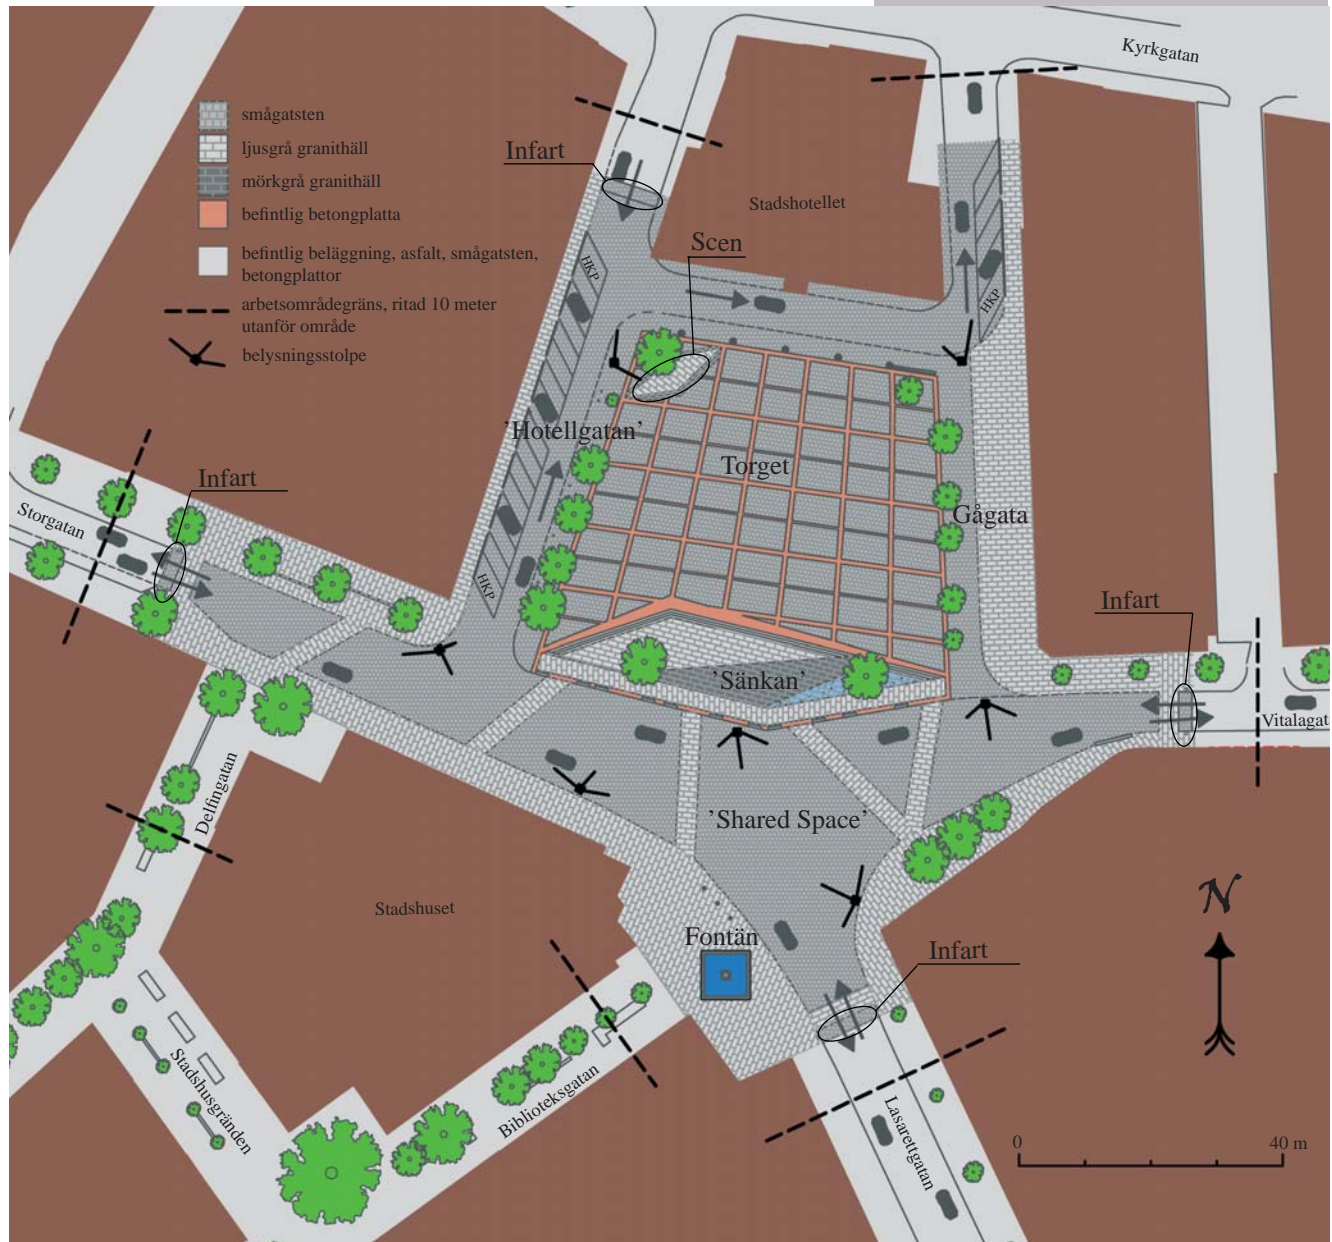 Kyrkgatan
smågatsten
ljusgrå granithäll
mörkgrå granithäll
befintlig betongplatta
befintlig beläggning, asfalt, smågatsten,
betongplattor
arbetsområdegräns, ritad 10 meter
utanför område
belysningsstolpe
Infart
Stadshotellet
Scen
HKP
HKP
'Hotellgatan'
Torget
Infart
Storgatan
Gågata
HKP
Infart
'Sänkan'
Vitalagat
Delfingatan
'Shared Space'
Stadshuset
N
Fontän
Infart
Stadshusgränden
Biblioteksgatan
Lasarettgatan
0 40 m